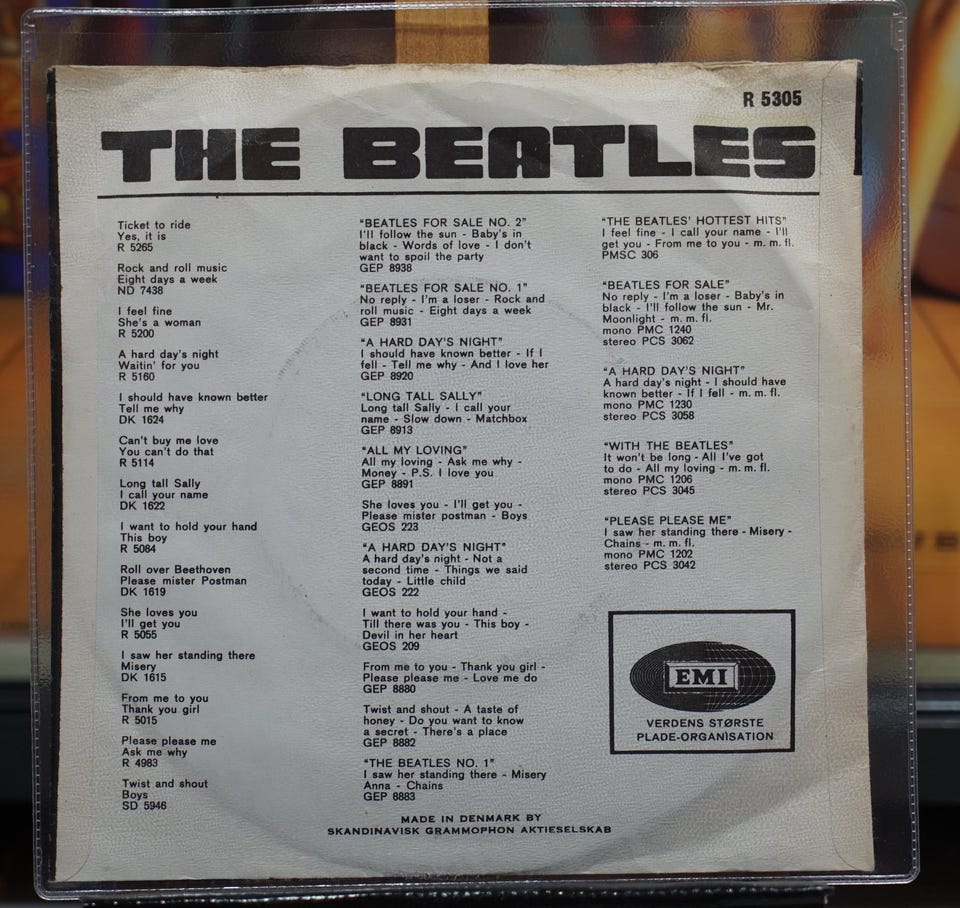 R 5305
THE BEATLES
Ticket to ride
Yes, it is
R 5265
Rock and roll music
Eight days a week
ND 7438
I feel fine
She's a woman
R 5200
A hard day's night
Waitin' for you
R 5160
I should have known better
Tell me why
DK 1624
Can't buy me love
You can't do that
R 5114
Long tall Sally
I call your name
DK 1622
I want to hold your hand
This boy
R 5084
Roll over Beethoven
Please mister Postman
DK 1619
She loves you
I'll get you
R 5055
I saw her standing there
Misery
DK 1615
From me to you
Thank you girl
R 5015
Please please me
Ask me why
R 4983
Twist and shout
Boys
SD 5946
"BEATLES FOR SALE NO. 2"
I'll follow the sun - Baby's in
black - Words of love - I don't
want to spoil the party
GEP 8938
"BEATLES FOR SALE NO. 1"
No reply - I'm a loser - Rock and
roll music - Eight days a week
GEP 8931
"A HARD DAY'S NIGHT"
I should have known better - If I
fell - Tell me why - And I love her
GEP 8920
"LONG TALL SALLY"
Long tall Sally - I call your
name - Slow down - Matchbox
GEP 8913
"ALL MY LOVING"
All my loving - Ask me why -
Money - P.S. I love you
GEP 8891
She loves you - I'll get you -
Please mister postman - Boys
GEOS 223
"A HARD DAY'S NIGHT"
A hard day's night - Not a
second time - Things we said
today - Little child
GEOS 222
I want to hold your hand -
Till there was you - This boy -
Devil in her heart
GEOS 209
From me to you - Thank you girl -
Please please me - Love me do
GEP 8880
Twist and shout - A taste of
honey - Do you want to know
a secret - There's a place
GEP 8882
"THE BEATLES NO. 1"
I saw her standing there - Misery
Anna - Chains
GEP 8883
"THE BEATLES' HOTTEST HITS"
I feel fine - I call your name - I'll
get you - From me to you - m. m. fl.
PMSC 306
"BEATLES FOR SALE"
No reply - I'm a loser - Baby's in
black - I'll follow the sun - Mr.
Moonlight - m. m. fl.
mono PMC 1240
stereo PCS 3062
"A HARD DAY'S NIGHT"
A hard day's night - I should have
known better - If I fell - m. m. fl.
mono PMC 1230
stereo PCS 3058
"WITH THE BEATLES"
It won't be long - All I've got
to do - All my loving - m. m. fl.
mono PMC 1206
stereo PCS 3045
"PLEASE PLEASE ME"
I saw her standing there - Misery -
Chains - m. m. fl.
mono PMC 1202
stereo PCS 3042
EMI
VERDENS STØRSTE
PLADE-ORGANISATION
MADE IN DENMARK BY
SKANDINAVISK GRAMMOPHON AKTIESELSKAB